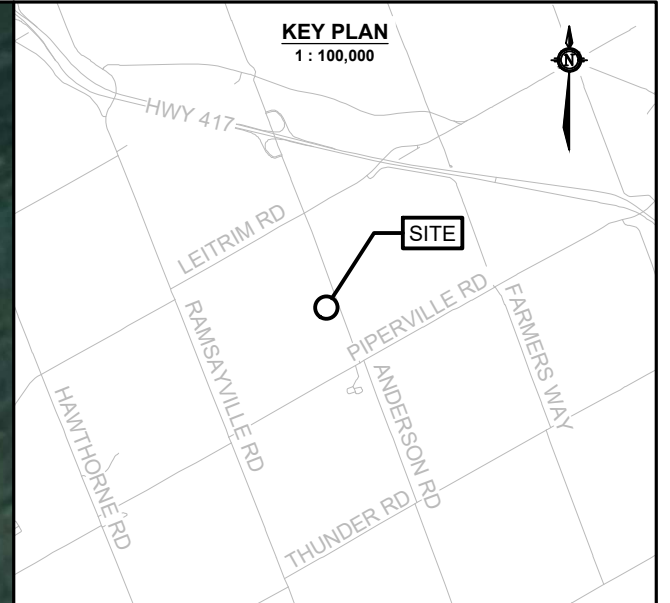 KEY PLAN
1 : 100,000
N
HWY 417
LEITRIM RD
SITE
RAMSAYVILLE RD
PIPERVILLE RD
FARMERS WAY
HAWTHORNE RD
ANDERSON RD
THUNDER RD